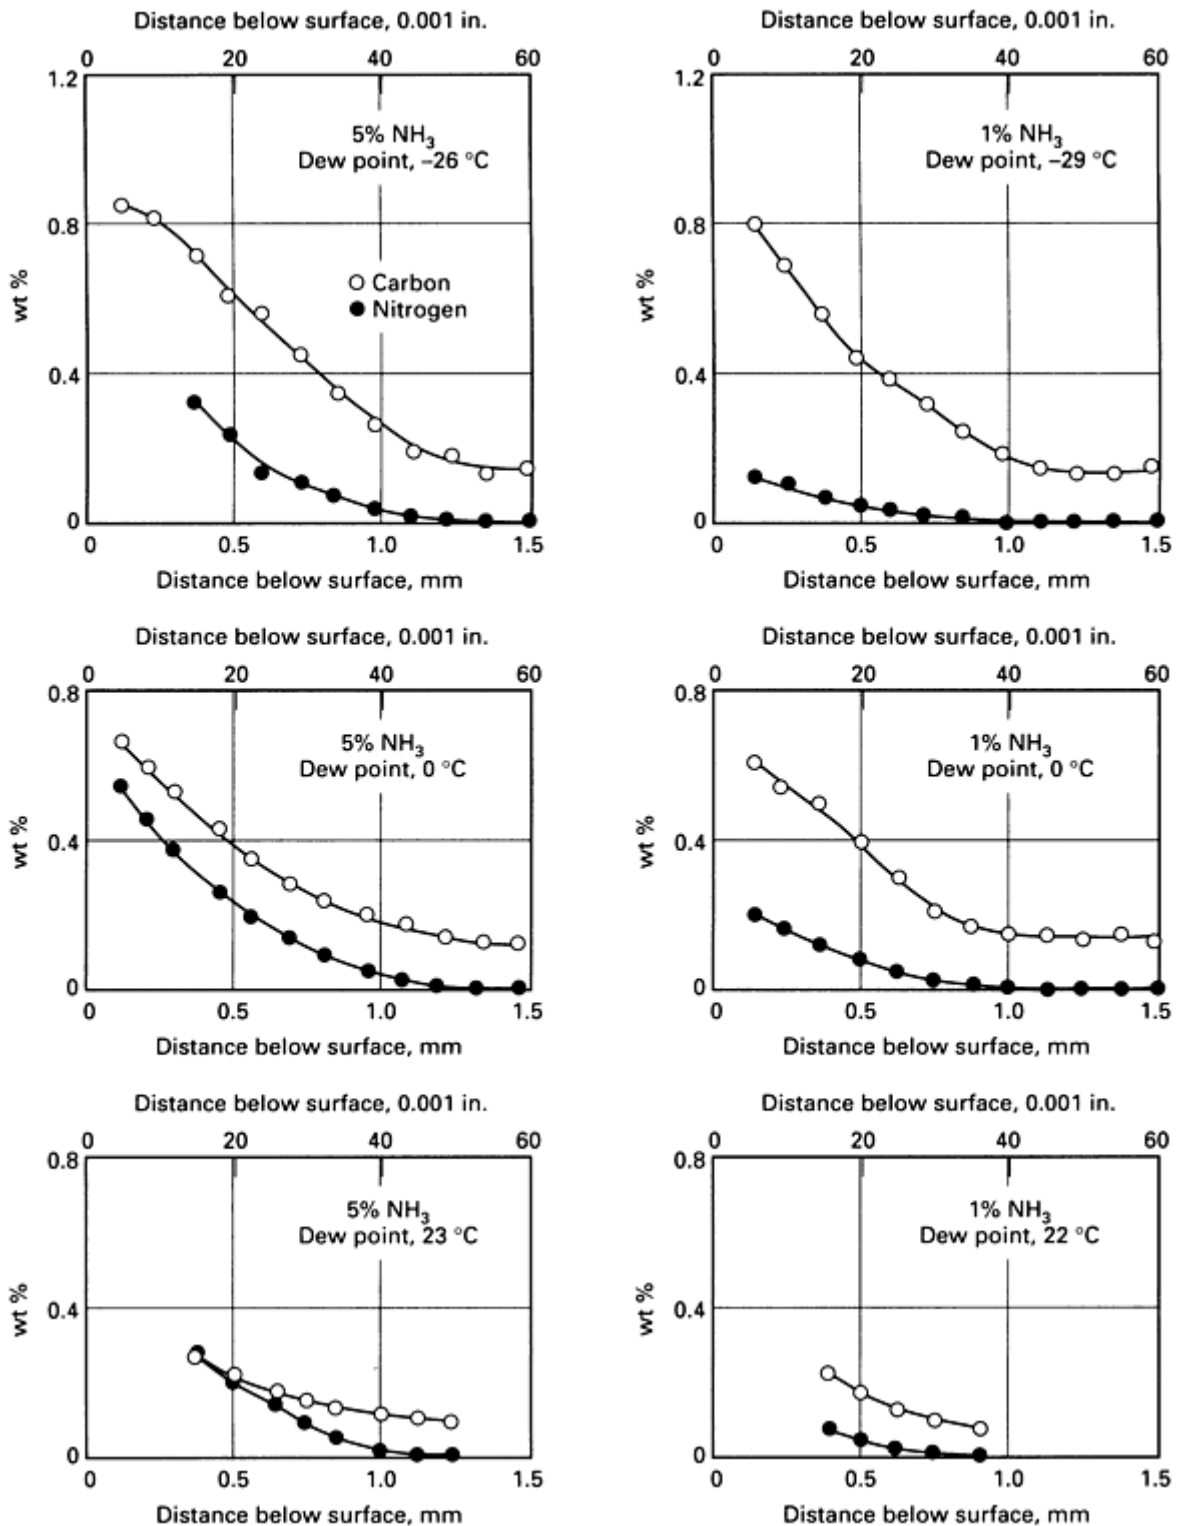 Distance below surface, 0.001 in.
0 20 40 60
1.2
0.8
0.4
0
wt %
5% NH3
Dew point, –26 °C
Carbon
Nitrogen
0 0.5 1.0 1.5
Distance below surface, mm
Distance below surface, 0.001 in.
0 20 40 60
1.2
0.8
0.4
0
wt %
1% NH3
Dew point, –29 °C
0 0.5 1.0 1.5
Distance below surface, mm
Distance below surface, 0.001 in.
0 20 40 60
0.8
0.4
0
wt %
5% NH3
Dew point, 0 °C
0 0.5 1.0 1.5
Distance below surface, mm
Distance below surface, 0.001 in.
0 20 40 60
0.8
0.4
0
wt %
1% NH3
Dew point, 0 °C
0 0.5 1.0 1.5
Distance below surface, mm
Distance below surface, 0.001 in.
0 20 40 60
0.8
0.4
0
wt %
5% NH3
Dew point, 23 °C
0 0.5 1.0 1.5
Distance below surface, mm
Distance below surface, 0.001 in.
0 20 40 60
0.8
0.4
0
wt %
1% NH3
Dew point, 22 °C
0 0.5 1.0 1.5
Distance below surface, mm